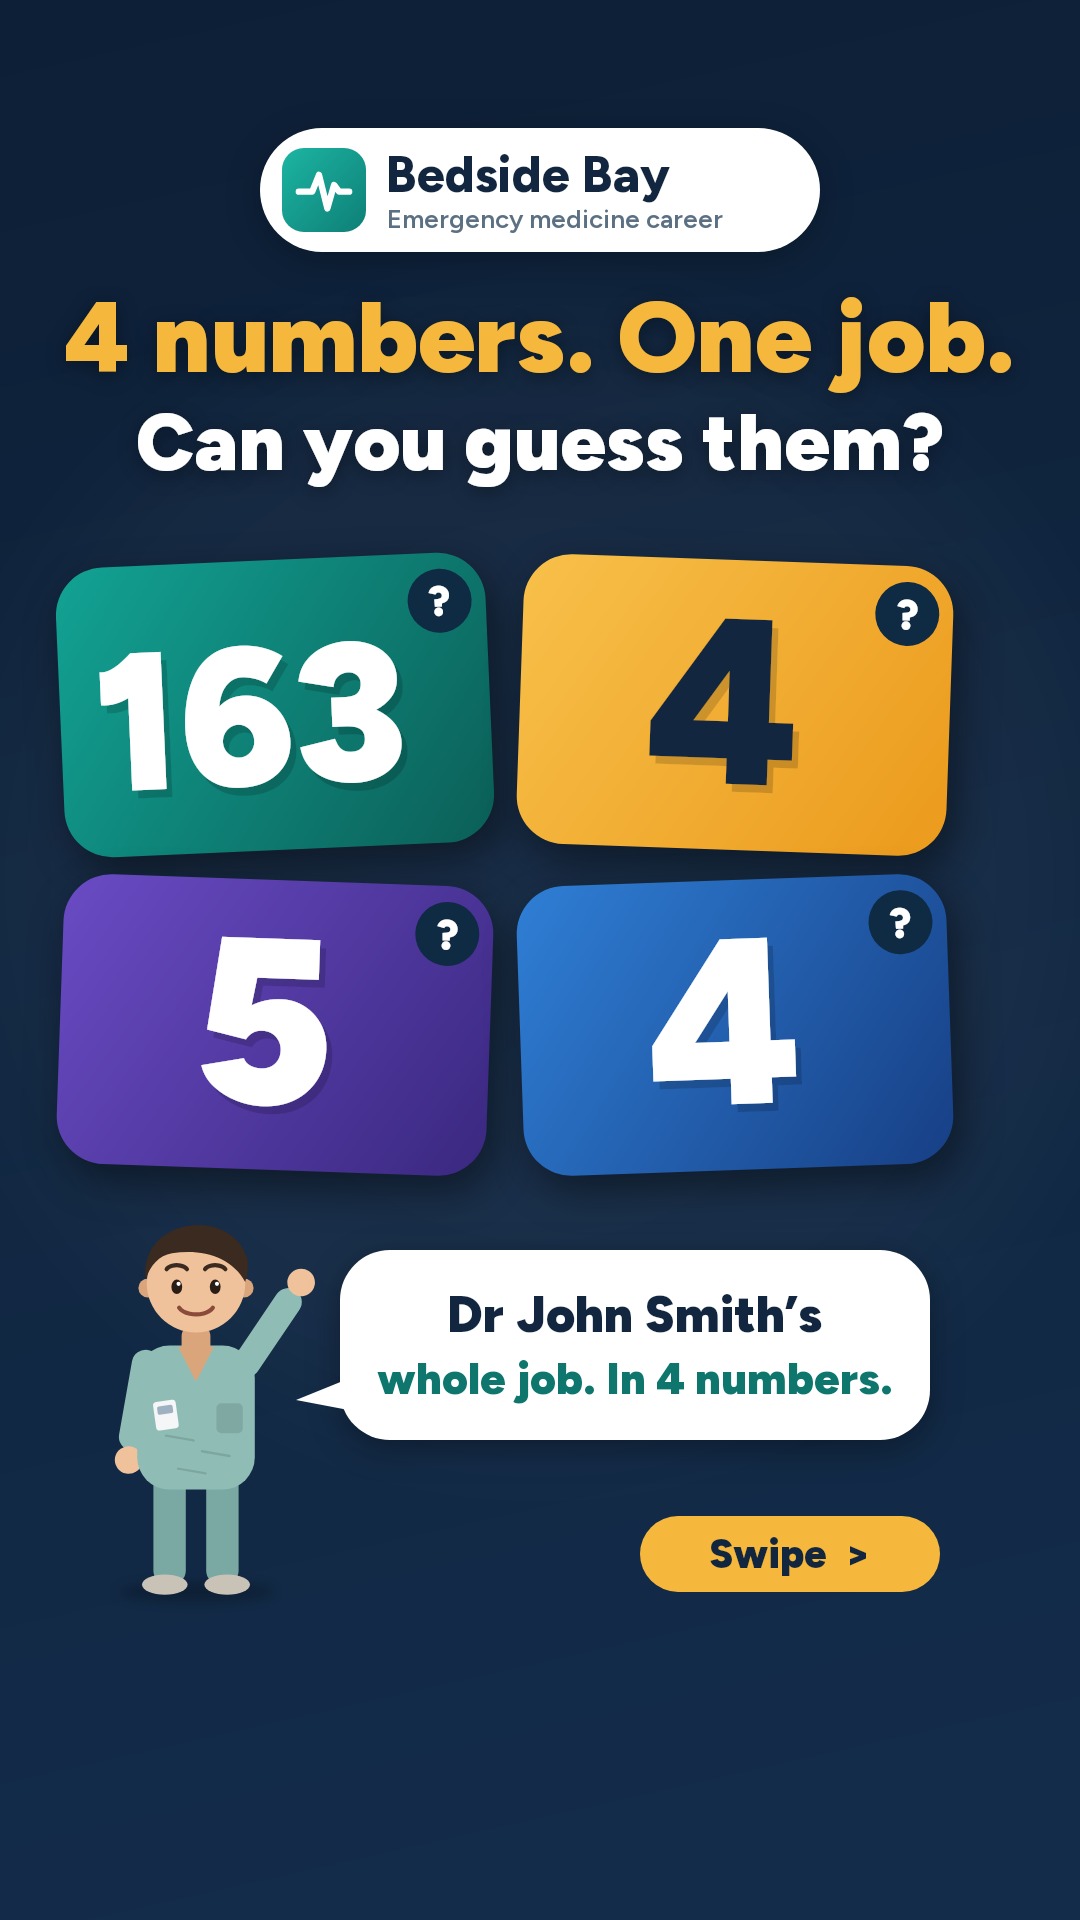 Bedside Bay
Emergency medicine career
4 numbers. One job.
Can you guess them?
163
?
4
?
5
?
4
?
Dr John Smith’s
whole job. In 4 numbers.
Swipe >